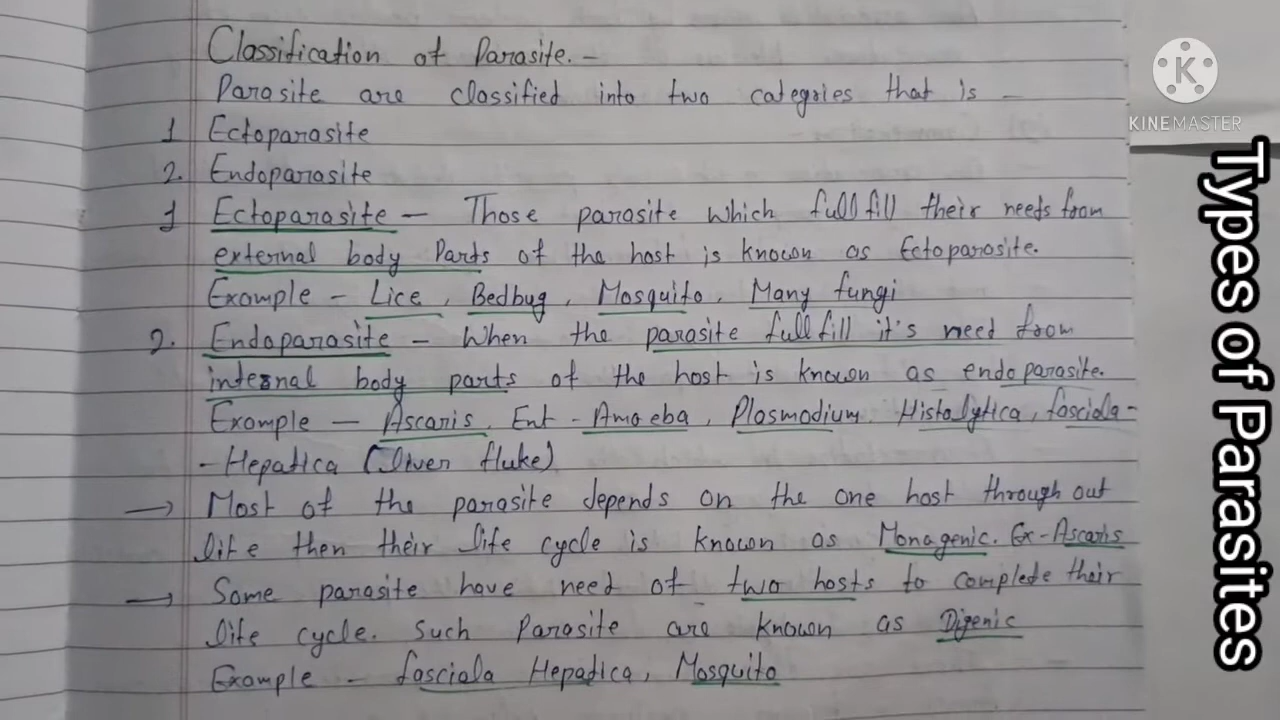 Classification of Parasite. -
Parasite are classified into two categries that is -
1 Ectoparasite
2. Endoparasite
1 Ectoparasite - Those parasite which fullfill their needs from
external body Parts of the host is known as Ectoparasite.
Example - Lice, Bedbug, Mosquito, Many fungi
2. Endoparasite - When the parasite fullfill it's need from
internal body parts of the host is known as endoparasite.
Example - Ascaris, Ent - Amoeba, Plasmodium Histolytica, fasciala -
- Hepatica (liver fluke)
→ Most of the parasite depends on the one host through out
life then their life cycle is known as Monagenic. Ex-Ascaris
→ Some parasite have need of two hosts to complete their
life cycle. Such Parasite are known as Digenic
Example - fasciala Hepatica, Mosquito
KINEMASTER
Types of Parasites